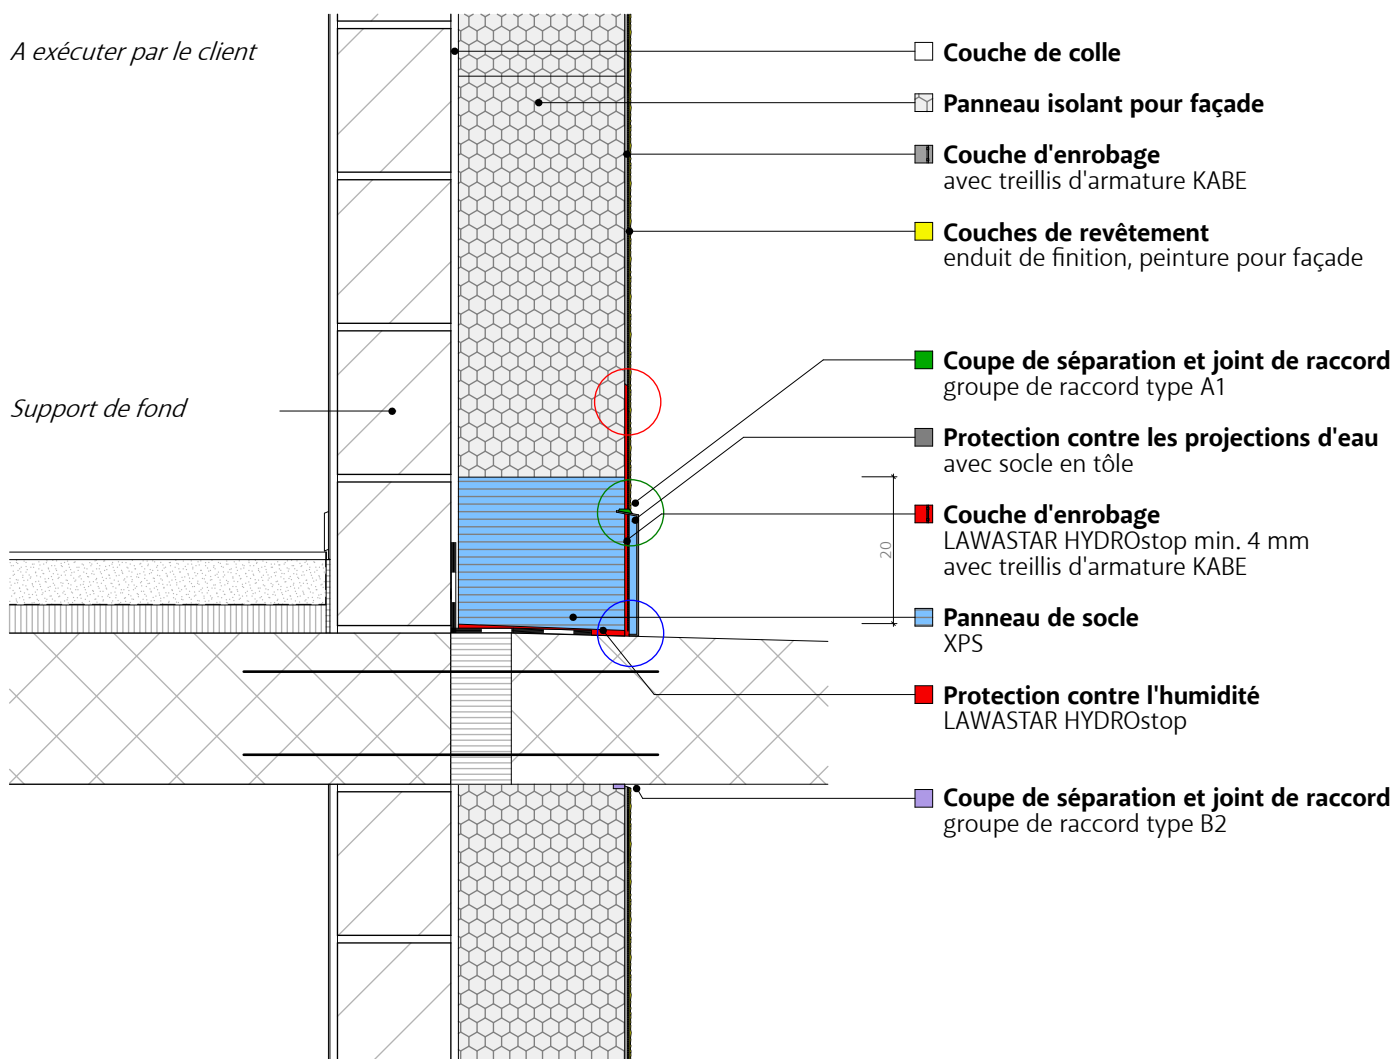 A exécuter par le client
Couche de colle
Panneau isolant pour façade
Couche d'enrobage
avec treillis d'armature KABE
Couches de revêtement
enduit de finition, peinture pour façade
Coupe de séparation et joint de raccord
groupe de raccord type A1
Support de fond
Protection contre les projections d'eau
avec socle en tôle
Couche d'enrobage
LAWASTAR HYDROstop min. 4 mm
avec treillis d'armature KABE
20
Panneau de socle
XPS
Protection contre l'humidité
LAWASTAR HYDROstop
Coupe de séparation et joint de raccord
groupe de raccord type B2